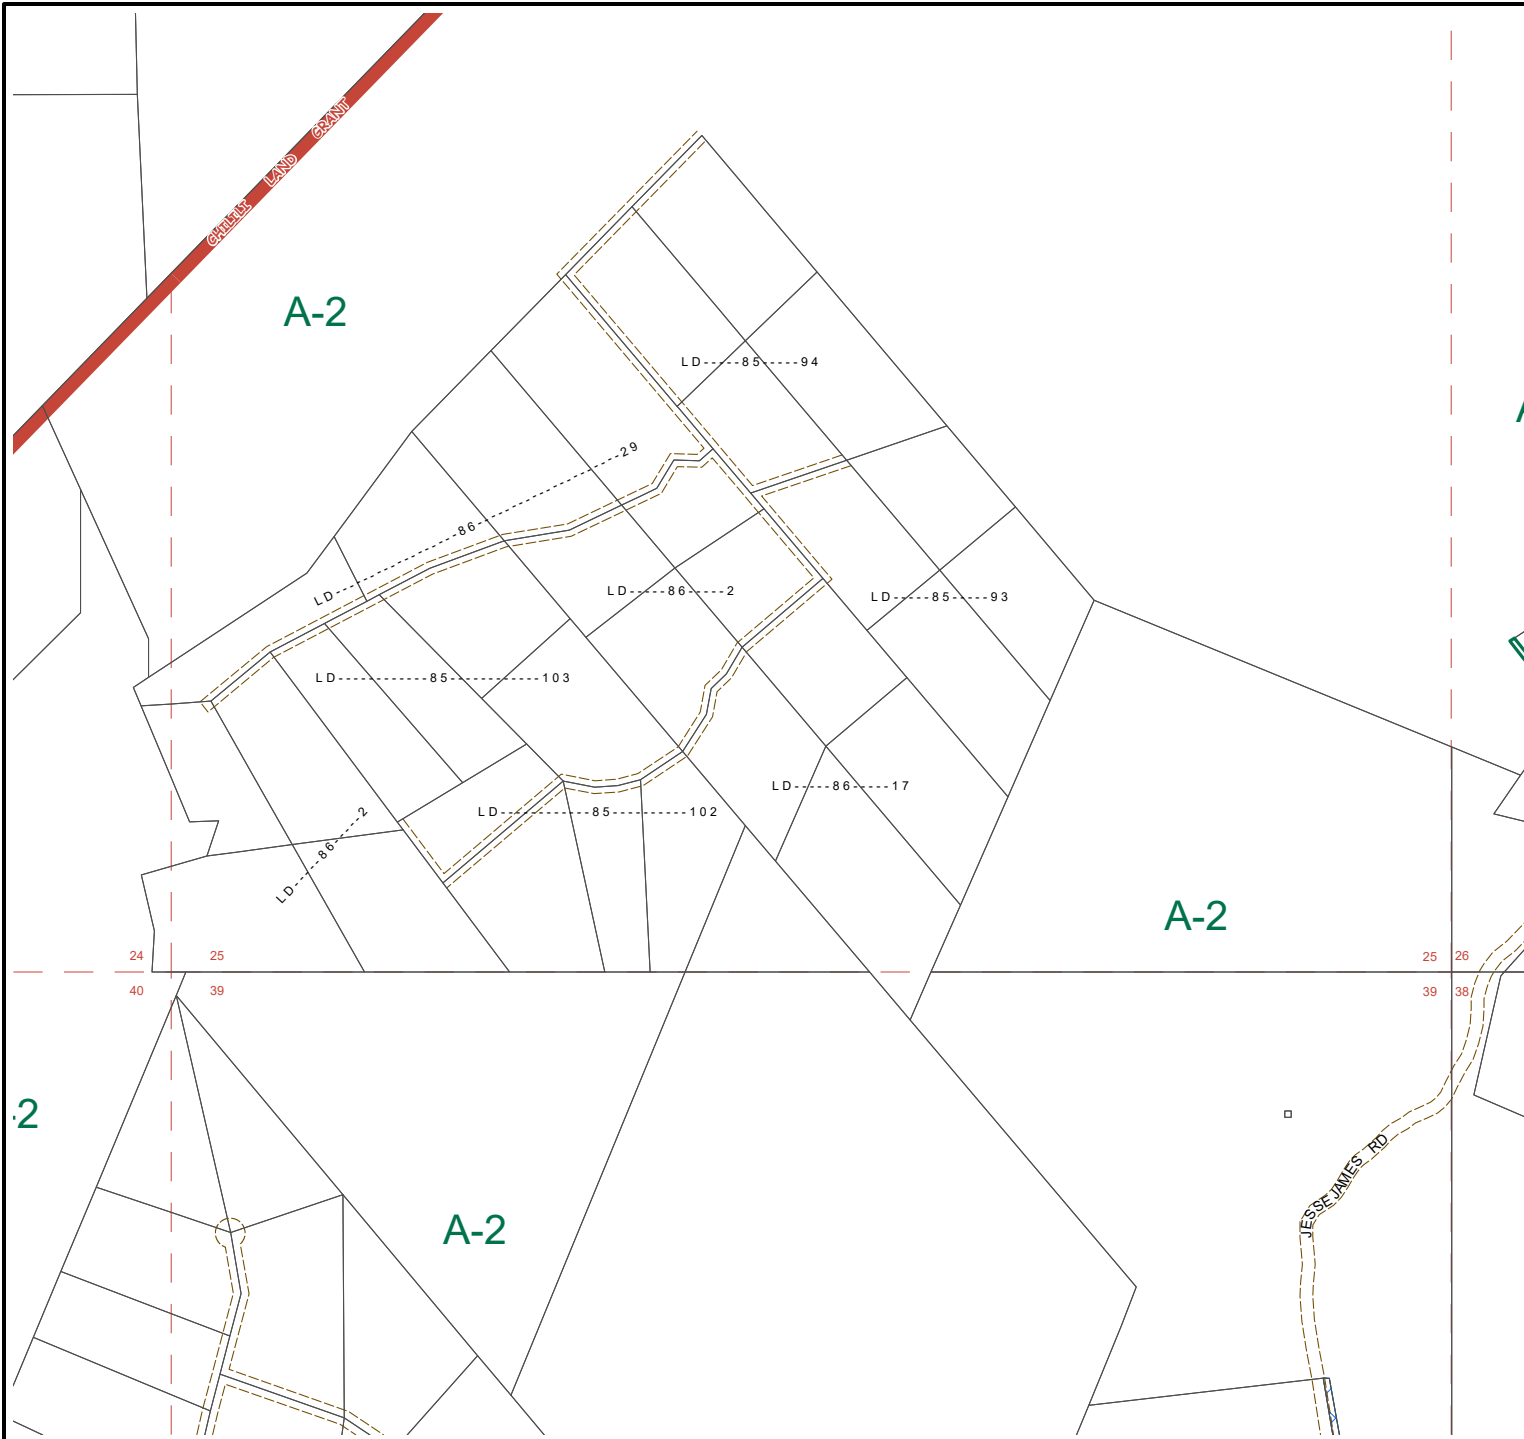 CHILILI LAND GRANT
A-2
LD-----85-----94
LD----------------86----------------29
LD-----86-----2
LD-----85-----93
LD------------85------------103
LD-----86-----17
LD------------85------------102
LD------86------2
A-2
24 25
40 39
25 26
39 38
-2
A-2
JESSEJAMES RD